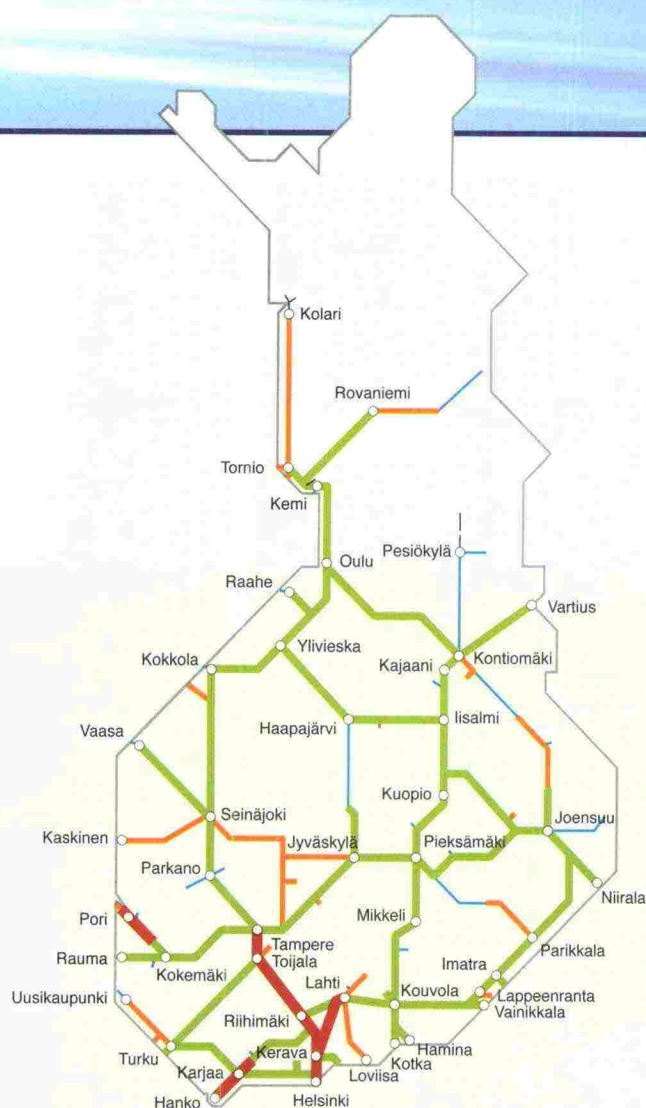 Kolari
Rovaniemi
Tornio
Kemi
Pesiökylä
Oulu
Raahe
Vartius
Ylivieska
Kokkola
Kajaani
Kontiomäki
Haapajärvi
Iisalmi
Vaasa
Kuopio
Seinäjoki
Joensuu
Kaskinen
Jyväskylä
Pieksämäki
Parkano
Niirala
Pori
Mikkeli
Tampere
Parikkala
Rauma
Toijala
Kokemäki
Imatra
Lahti
Kouvola
Uusikaupunki
Lappeenranta
Riihimäki
Vainikkala
Hamina
Kerava
Turku
Kotka
Karjaa
Loviisa
Helsinki
Hanko